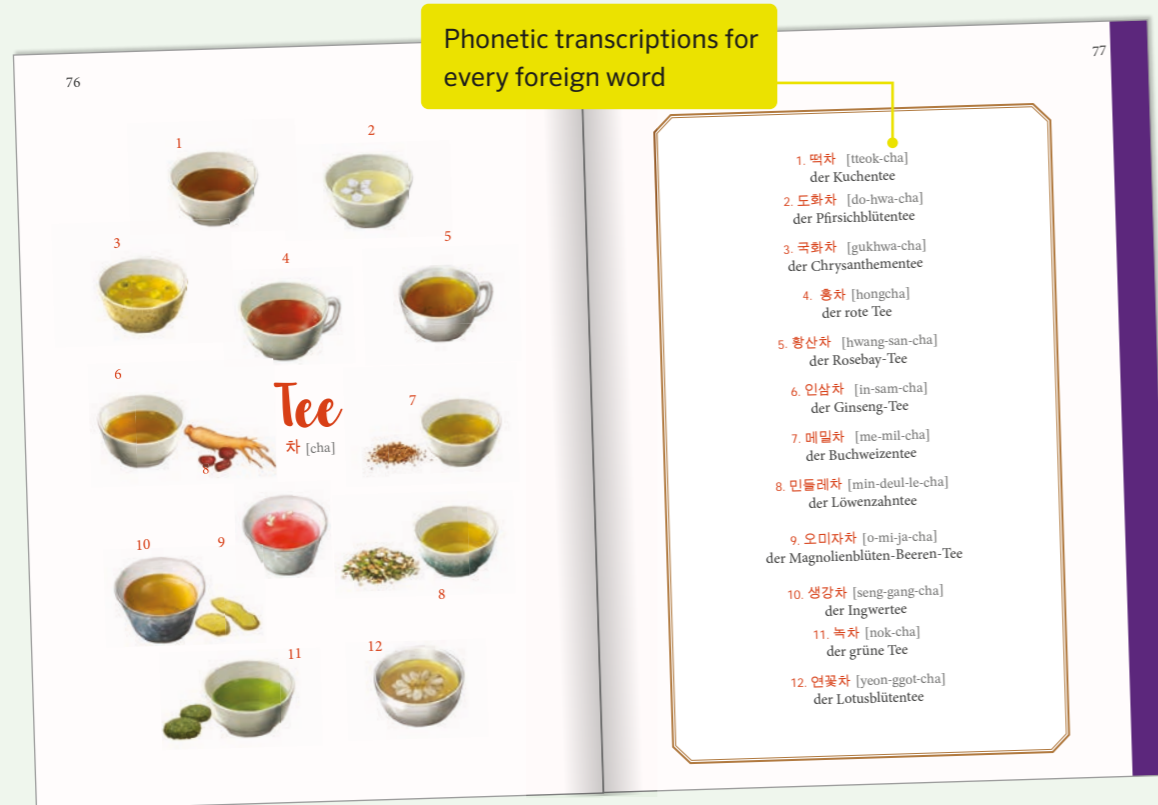 Phonetic transcriptions for
every foreign word
76
1
2
3
4
5
6
Tee
차 [cha]
7
8
10
9
8
11
12
77
1. 떡차 [tteok-cha]
der Kuchentee
2. 도화차 [do-hwa-cha]
der Pfirsichblütentee
3. 국화차 [gukhwa-cha]
der Chrysanthementee
4. 홍차 [hongcha]
der rote Tee
5. 황산차 [hwang-san-cha]
der Rosebay-Tee
6. 인삼차 [in-sam-cha]
der Ginseng-Tee
7. 메밀차 [me-mil-cha]
der Buchweizentee
8. 민들레차 [min-deul-le-cha]
der Löwenzahntee
9. 오미자차 [o-mi-ja-cha]
der Magnolienblüten-Beeren-Tee
10. 생강차 [seng-gang-cha]
der Ingwertee
11. 녹차 [nok-cha]
der grüne Tee
12. 연꽃차 [yeon-ggot-cha]
der Lotusblütentee